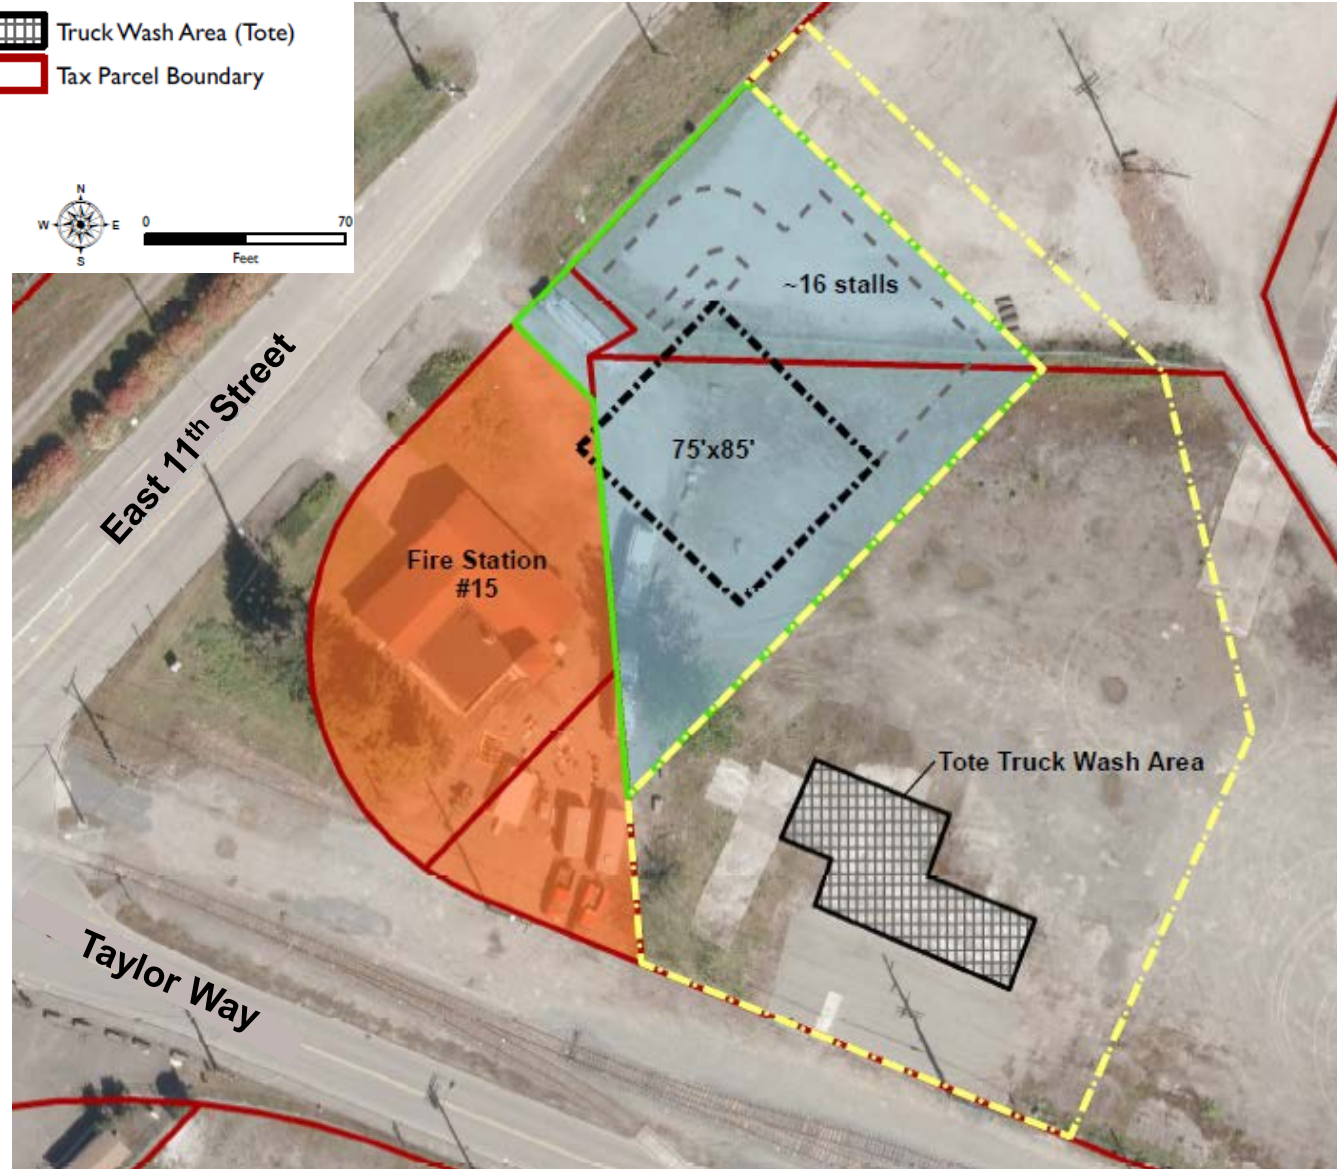 Truck Wash Area (Tote)
Tax Parcel Boundary
N
W E
S
0 70
Feet
~16 stalls
East 11th Street
75'x85'
Fire Station
#15
Tote Truck Wash Area
Taylor Way